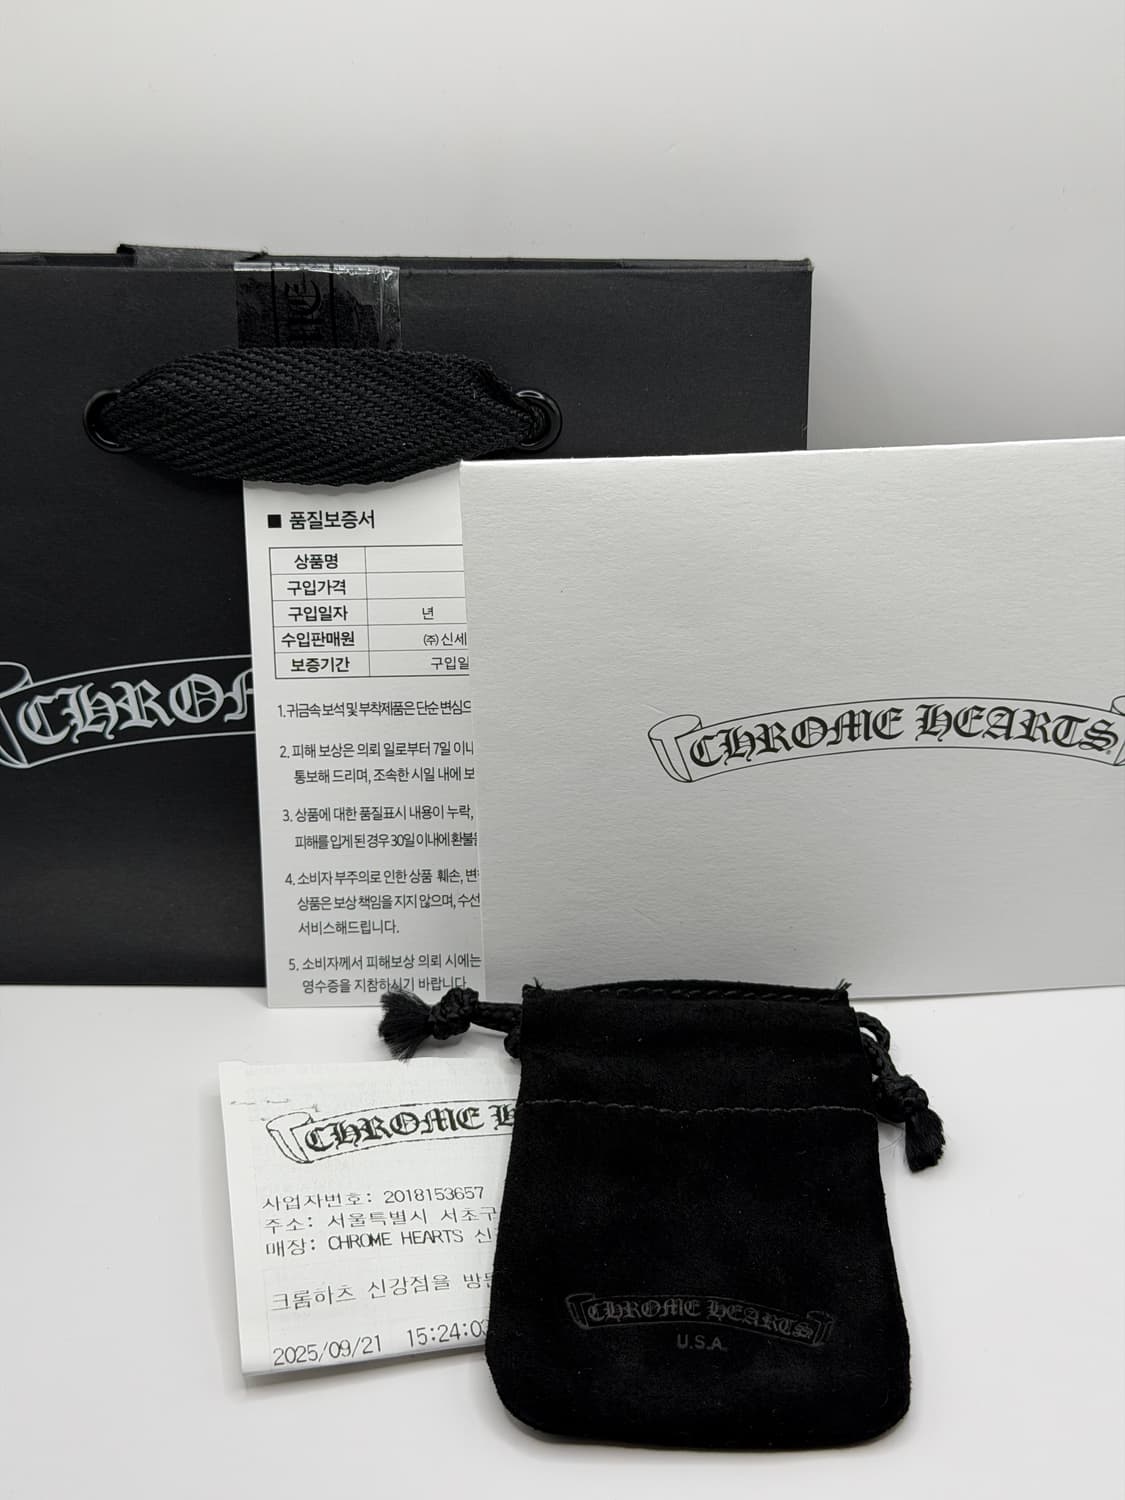 ■ 품질보증서
상품명
구입가격
구입일자 년
수입판매원 ㈜신세
보증기간 구입일
1. 귀금속 보석 및 부착제품은 단순 변심으
2. 피해 보상은 의뢰 일로부터 7일 이내
통보해 드리며, 조속한 시일 내에 보
3. 상품에 대한 품질표시 내용이 누락,
피해를 입게 된 경우 30일 이내에 환불을
4. 소비자 부주의로 인한 상품 훼손, 변
상품은 보상 책임을 지지 않으며, 수선
서비스해드립니다.
5. 소비자께서 피해보상 의뢰 시에는
영수증을 지참하시기 바랍니다.
CHROM
CHROME HEARTS
CHROME H
사업자번호: 2018153657
주소: 서울특별시 서초구
매장: CHROME HEARTS 신
크롬하츠 신강점을 방문
2025/09/21 15:24:03
CHROME HEARTS
U.S.A.